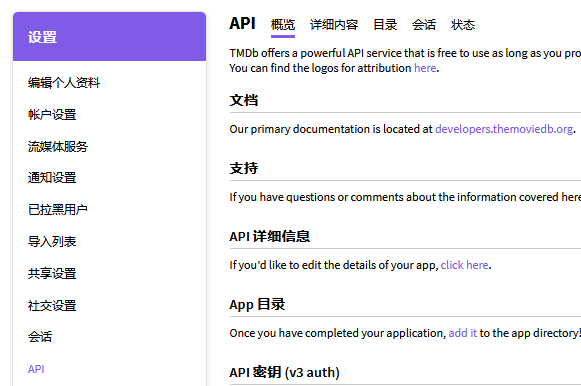 设置
编辑个人资料
帐户设置
流媒体服务
通知设置
已拉黑用户
导入列表
共享设置
社交设置
会话
API
API 概览 详细内容 目录 会话 状态
TMDb offers a powerful API service that is free to use as long as you pro
You can find the logos for attribution here.
文档
Our primary documentation is located at developers.themoviedb.org.
支持
If you have questions or comments about the information covered here
API 详细信息
If you'd like to edit the details of your app, click here.
App 目录
Once you have completed your application, add it to the app directory!
API 密钥 (v3 auth)